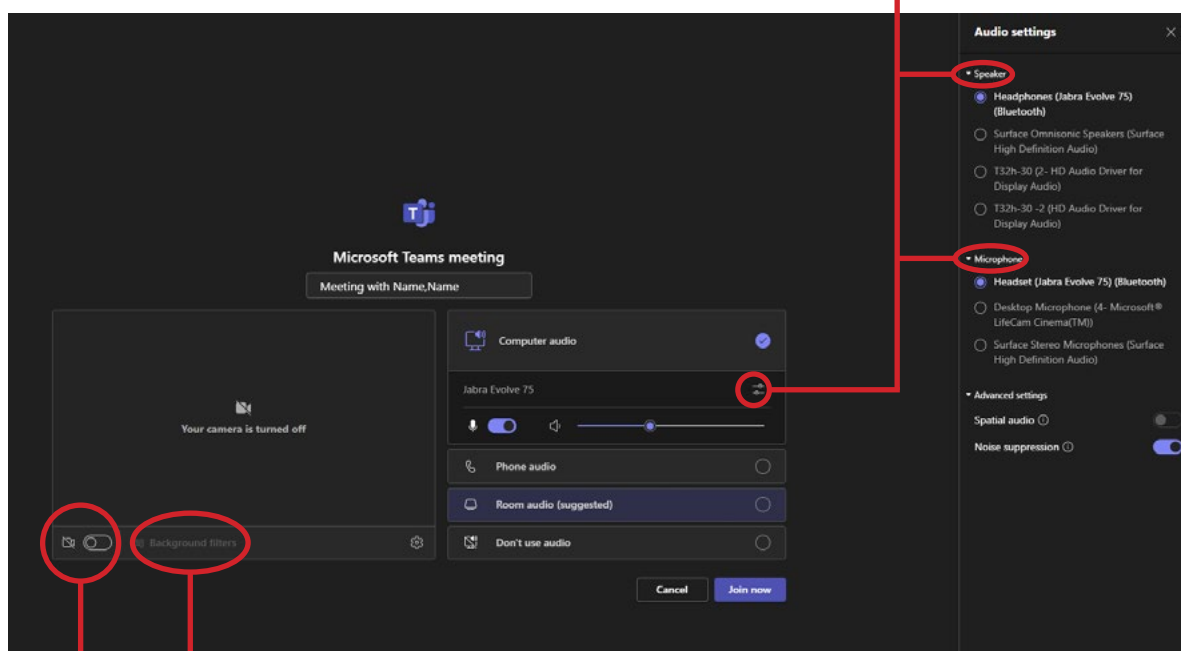 Audio settings
Speaker
Headphones (Jabra Evolve 75)
(Bluetooth)
Surface Omnisonic Speakers (Surface
High Definition Audio)
T32h-30 (2- HD Audio Driver for
Display Audio)
T32h-30 -2 (HD Audio Driver for
Display Audio)
Microphone
Headset (Jabra Evolve 75) (Bluetooth)
Desktop Microphone (4- Microsoft®
LifeCam Cinema(TM))
Surface Stereo Microphones (Surface
High Definition Audio)
Advanced settings
Spatial audio
Noise suppression
T
Microsoft Teams meeting
Meeting with Name,Name
Your camera is turned off
Background filters
Computer audio
Jabra Evolve 75
Phone audio
Room audio (suggested)
Don't use audio
Cancel
Join now